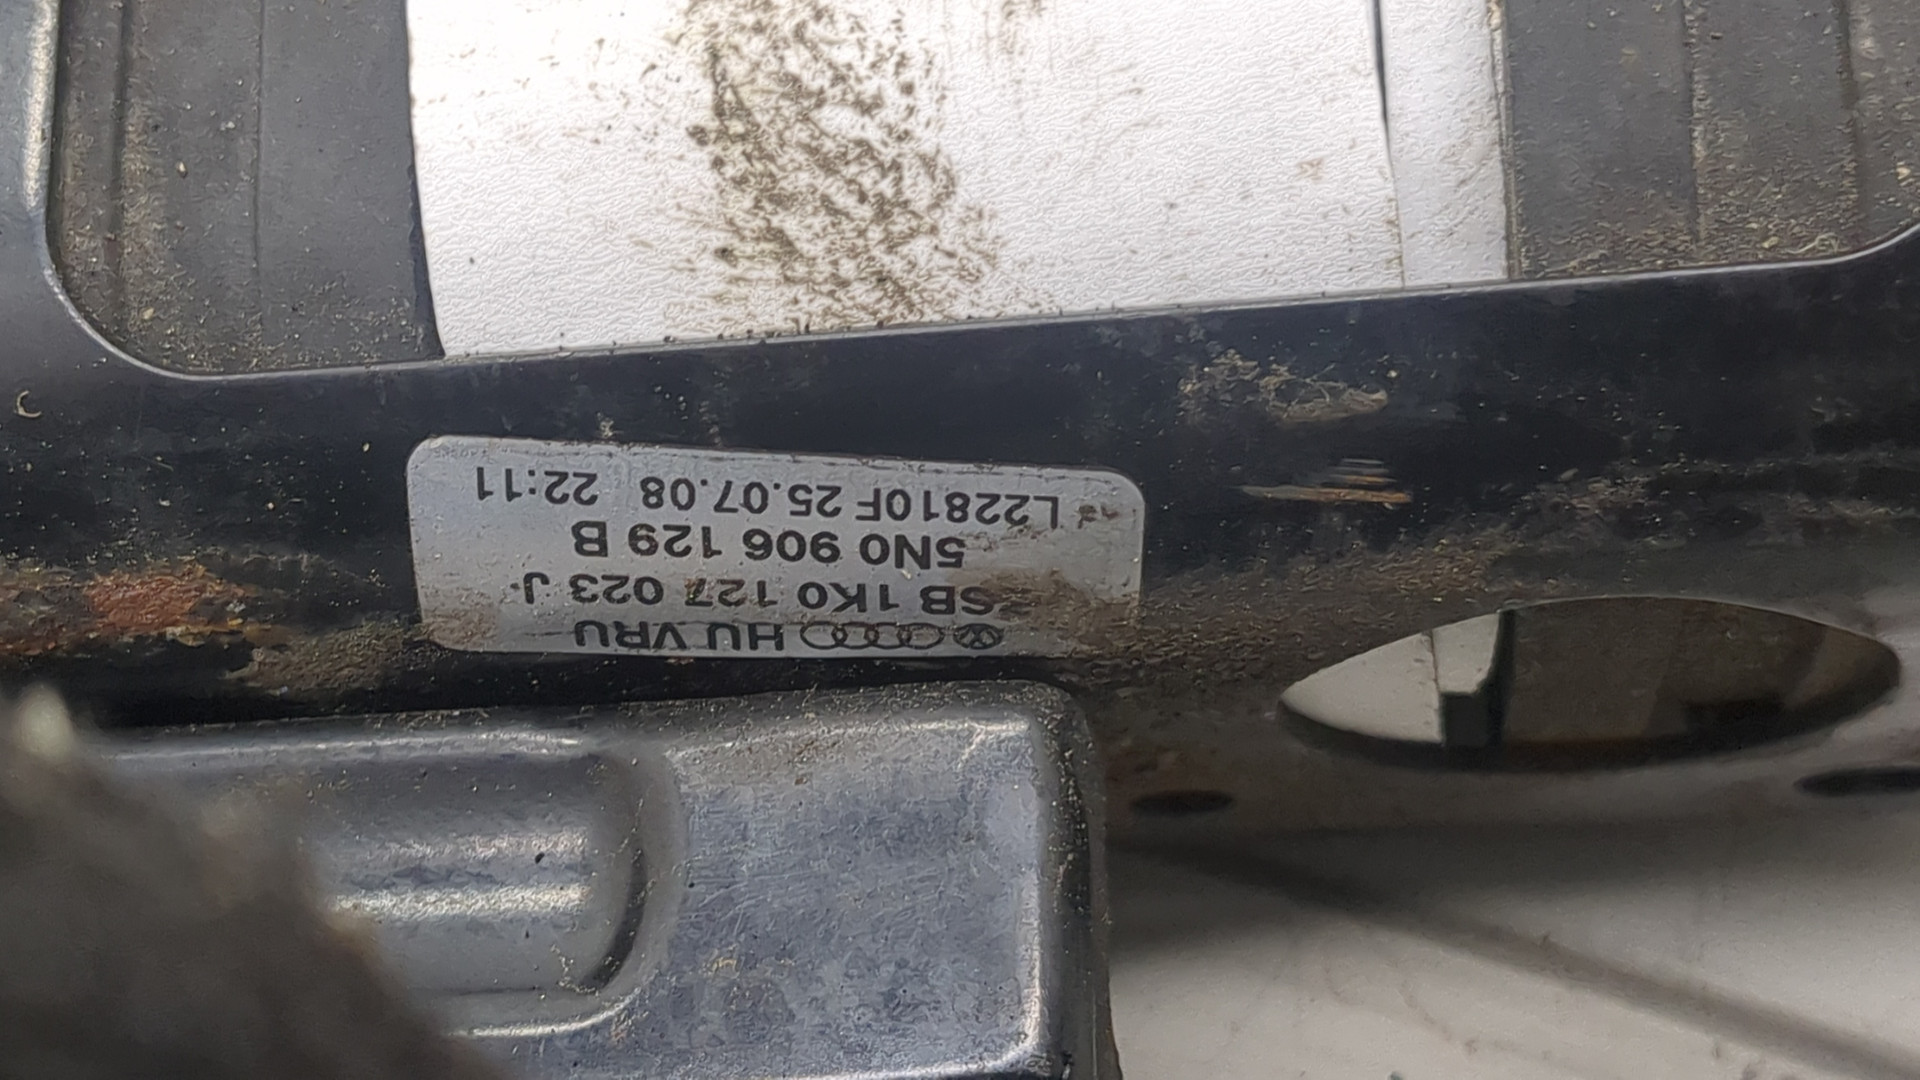 HU VRU
SB 1K0 127 023 J
5N0 906 129 B
L22810F 25.07.08 22:11